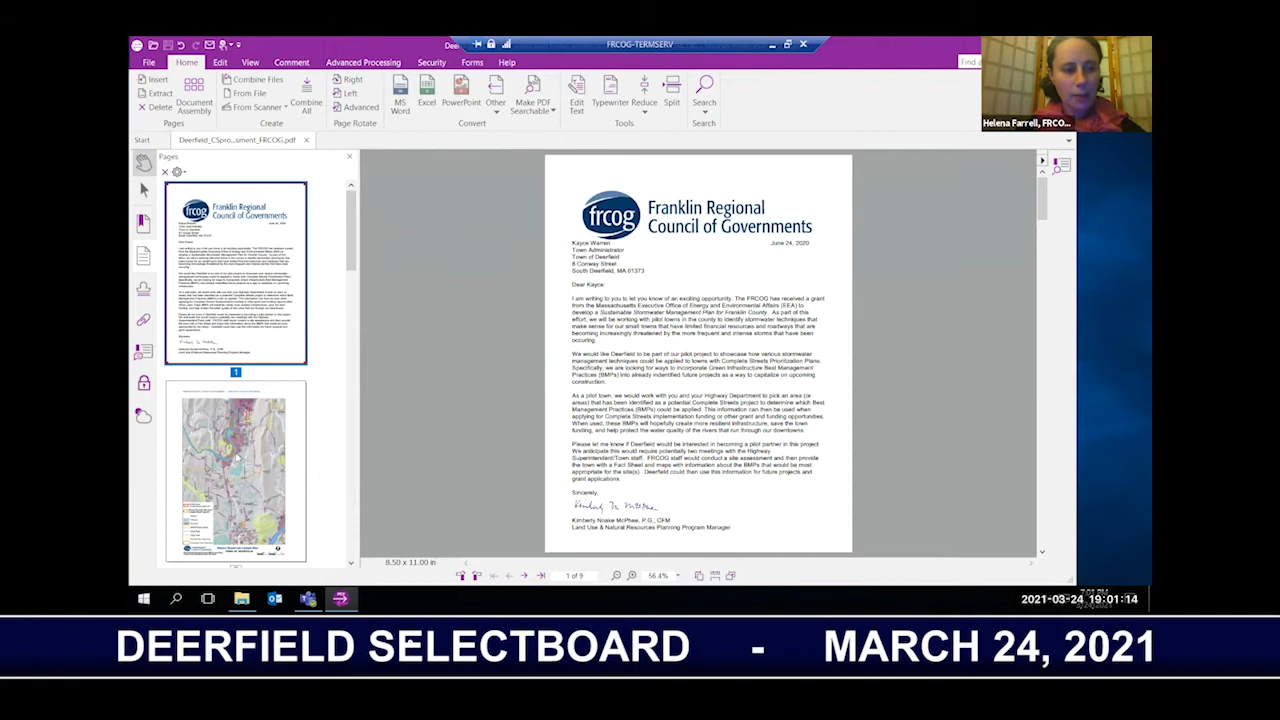 FRCOG-TERMSERV
File Home Edit View Comment Advanced Processing Security Forms Help
Insert
Extract
Delete
Document Assembly
Pages
Combine Files
From File
From Scanner
Combine All
Create
Right
Left
Advanced
Page Rotate
MS Word
Excel
PowerPoint
Other
Make PDF Searchable
Convert
Edit Text
Typewriter
Reduce
Split
Tools
Search
Search
Helena Farrell, FRCO...
Start
Deerfield_CSpro...sment_FRCOG.pdf
Pages
frcog
Franklin Regional
Council of Governments
1
frcog Franklin Regional
Council of Governments
Kayce Warren June 24, 2020
Town Administrator
Town of Deerfield
8 Conway Street
South Deerfield, MA 01373
Dear Kayce:
I am writing to you to let you know of an exciting opportunity. The FRCOG has received a grant
from the Massachusetts Executive Office of Energy and Environmental Affairs (EEA) to
develop a Sustainable Stormwater Management Plan for Franklin County. As part of this
effort, we will be working with pilot towns in the county to identify stormwater techniques that
make sense for our small towns that have limited financial resources and roadways that are
becoming increasingly threatened by the more frequent and intense storms that have been
occurring.
We would like Deerfield to be part of our pilot project to showcase how various stormwater
management techniques could be applied to towns with Complete Streets Prioritization Plans.
Specifically, we are looking for ways to incorporate Green Infrastructure Best Management
Practices (BMPs) into already indentified future projects as a way to capitalize on upcoming
construction.
As a pilot town, we would work with you and your Highway Department to pick an area (or
areas) that has been identified as a potential Complete Streets project to determine which Best
Management Practices (BMPs) could be applied. This information can then be used when
applying for Complete Streets implementation funding or other grant and funding opportunities.
When used, these BMPs will hopefully create more resilient infrastructure, save the town
funding, and help protect the water quality of the rivers that run through our downtowns.
Please let me know if Deerfield would be interested in becoming a pilot partner in this project.
We anticipate this would require potentially two meetings with the Highway
Superintendent/Town staff. FRCOG staff would conduct a site assessment and then provide
the town with a Fact Sheet and maps with information about the BMPs that would be most
appropriate for the site(s). Deerfield could then use this information for future projects and
grant applications.
Sincerely,
Kimberly Noake McPhee, P.G., CFM
Land Use & Natural Resources Planning Program Manager
8.50 x 11.00 in
1 of 9
56.4%
2021-03-24 19:01:14
DEERFIELD SELECTBOARD - MARCH 24, 2021